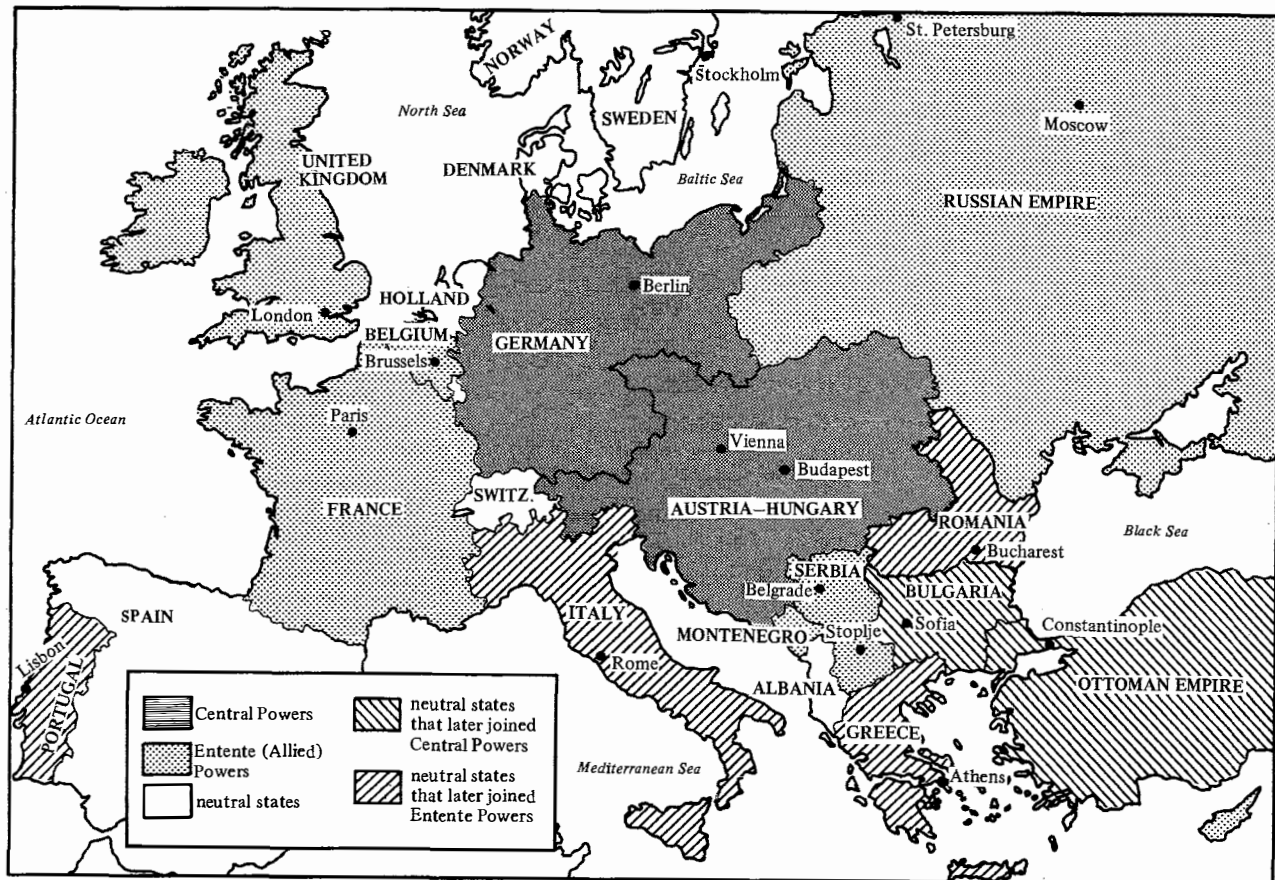 St. Petersburg
NORWAY
Stockholm
North Sea
Moscow
SWEDEN
UNITED
KINGDOM
DENMARK
Baltic Sea
RUSSIAN EMPIRE
Berlin
HOLLAND
London
BELGIUM
GERMANY
Brussels
Atlantic Ocean
Paris
Vienna
Budapest
SWITZ.
FRANCE
AUSTRIA–HUNGARY
ROMANIA
Black Sea
Bucharest
SERBIA
Belgrade
BULGARIA
SPAIN
ITALY
MONTENEGRO
Stoplje
Sofia
Constantinople
Lisbon
PORTUGAL
Rome
ALBANIA
OTTOMAN EMPIRE
GREECE
Mediterranean Sea
Athens
Central Powers
Entente (Allied)
Powers
neutral states
neutral states
that later joined
Central Powers
neutral states
that later joined
Entente Powers